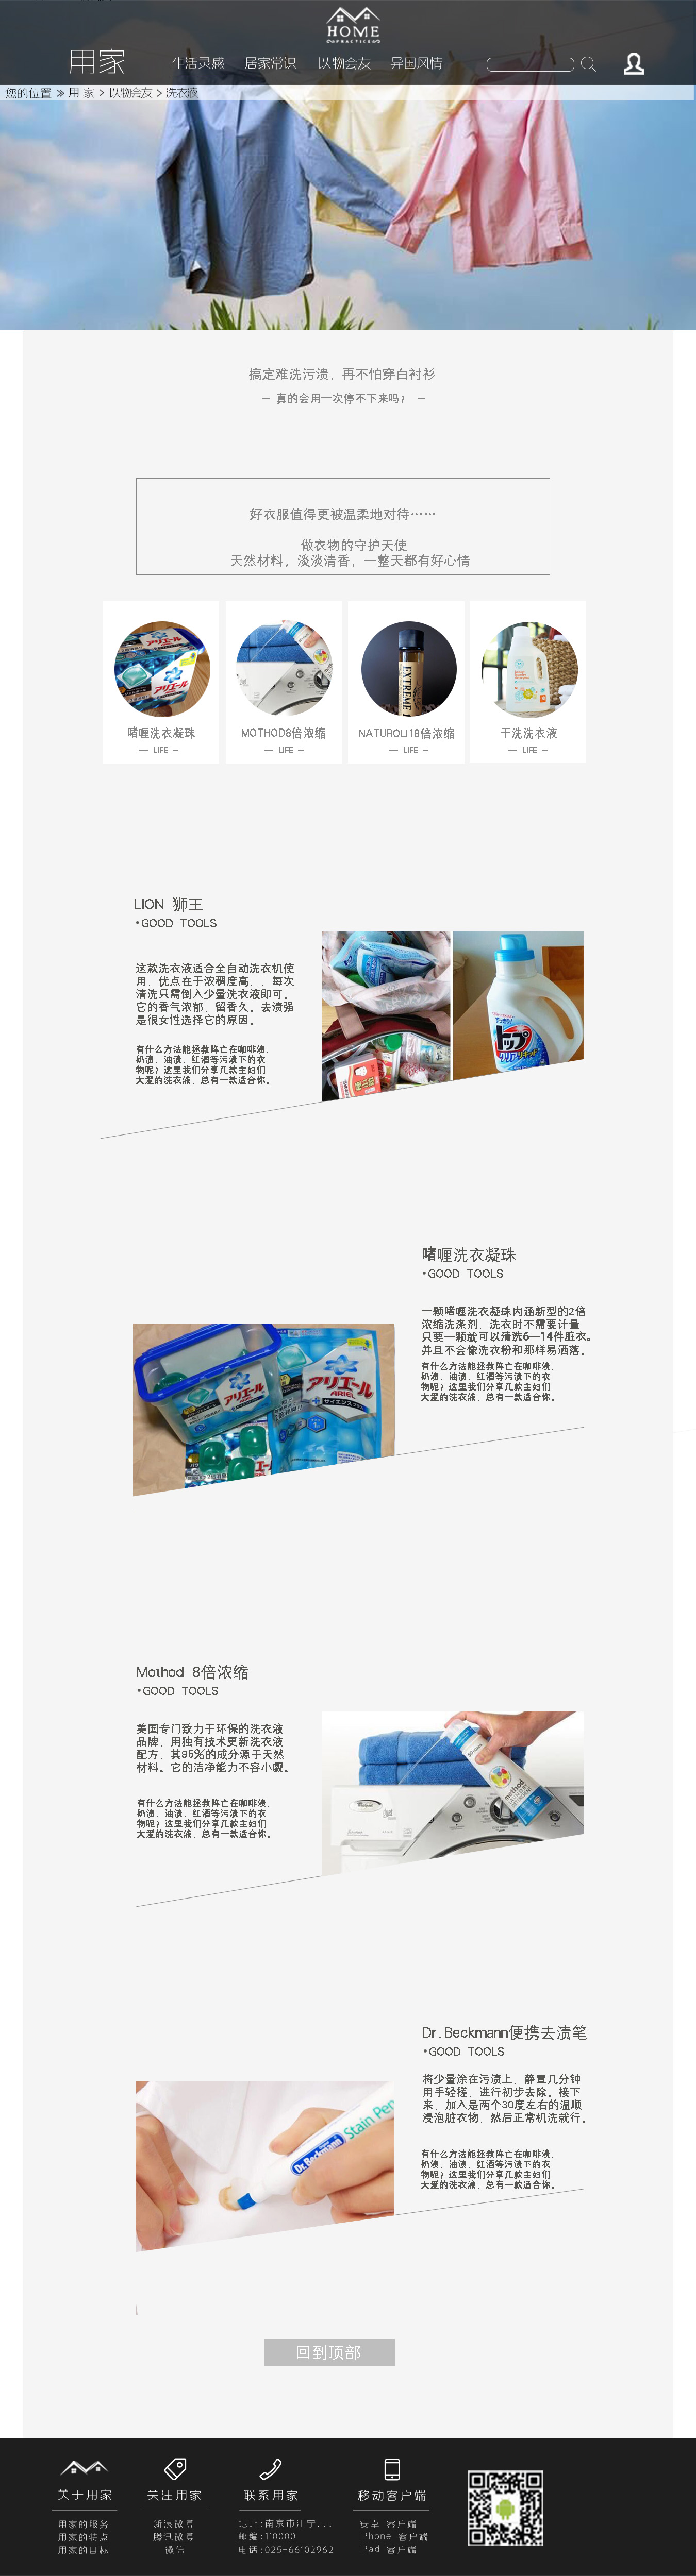 HOME
PRACTICE
用家
生活灵感 居家常识 以物会友 异国风情
您的位置 » 用 家 > 以物会友 > 洗衣液
搞定难洗污渍，再不怕穿白衬衫
— 真的会用一次停不下来吗？ —
好衣服值得更被温柔地对待……
做衣物的守护天使
天然材料，淡淡清香，一整天都有好心情
アリエール
EXTREME
啫喱洗衣凝珠
— LIFE —
MOTHOD8倍浓缩
— LIFE —
NATUROLI18倍浓缩
— LIFE —
干洗洗衣液
— LIFE —
LION 狮王
*GOOD TOOLS
这款洗衣液适合全自动洗衣机使
用，优点在于浓稠度高，，每次
清洗只需倒入少量洗衣液即可。
它的香气浓郁，留香久。去渍强
是很女性选择它的原因。
有什么方法能拯救阵亡在咖啡渍，
奶渍，油渍，红酒等污渍下的衣
物呢？这里我们分享几款主妇们
大爱的洗衣液，总有一款适合你。
トップ
クリアリキッド
啫喱洗衣凝珠
*GOOD TOOLS
一颗啫喱洗衣凝珠内涵新型的2倍
浓缩洗涤剂，洗衣时不需要计量
只要一颗就可以清洗6—14件脏衣。
并且不会像洗衣粉和那样易洒落。
有什么方法能拯救阵亡在咖啡渍，
奶渍，油渍，红酒等污渍下的衣
物呢？这里我们分享几款主妇们
大爱的洗衣液，总有一款适合你。
アリエール
アリエール
ARIEL
Mothod 8倍浓缩
*GOOD TOOLS
美国专门致力于环保的洗衣液
品牌，用独有技术更新洗衣液
配方，其95%的成分源于天然
材料。它的洁净能力不容小觑。
有什么方法能拯救阵亡在咖啡渍，
奶渍，油渍，红酒等污渍下的衣
物呢？这里我们分享几款主妇们
大爱的洗衣液，总有一款适合你。
method
Dr.Beckmann便携去渍笔
*GOOD TOOLS
将少量涂在污渍上，静置几分钟
用手轻搓，进行初步去除。接下
来，加入是两个30度左右的温顺
浸泡脏衣物，然后正常机洗就行。
有什么方法能拯救阵亡在咖啡渍，
奶渍，油渍，红酒等污渍下的衣
物呢？这里我们分享几款主妇们
大爱的洗衣液，总有一款适合你。
Dr.Beckmann
Stain Pen
回到顶部
关于用家 关注用家 联系用家 移动客户端
用家的服务 新浪微博 地址:南京市江宁... 安卓 客户端
用家的特点 腾讯微博 邮编:110000 iPhone 客户端
用家的目标 微信 电话:025-66102962 iPad 客户端